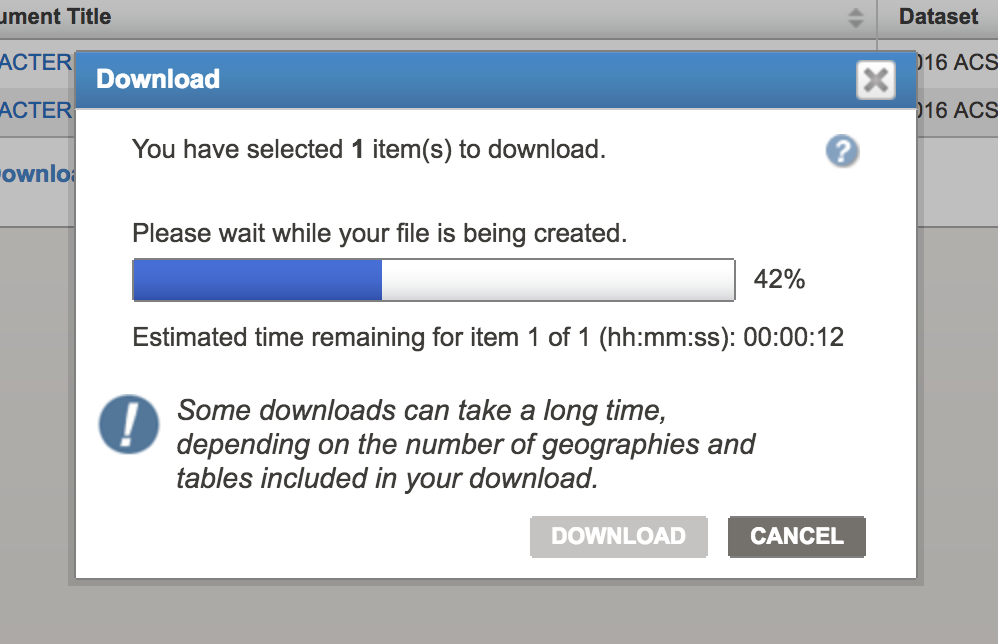 ument Title
Dataset
ACTER
016 ACS
ACTER
016 ACS
Download
You have selected 1 item(s) to download.
?
Please wait while your file is being created.
42%
Estimated time remaining for item 1 of 1 (hh:mm:ss): 00:00:12
!
Some downloads can take a long time,
depending on the number of geographies and
tables included in your download.
DOWNLOAD
CANCEL
ownloa